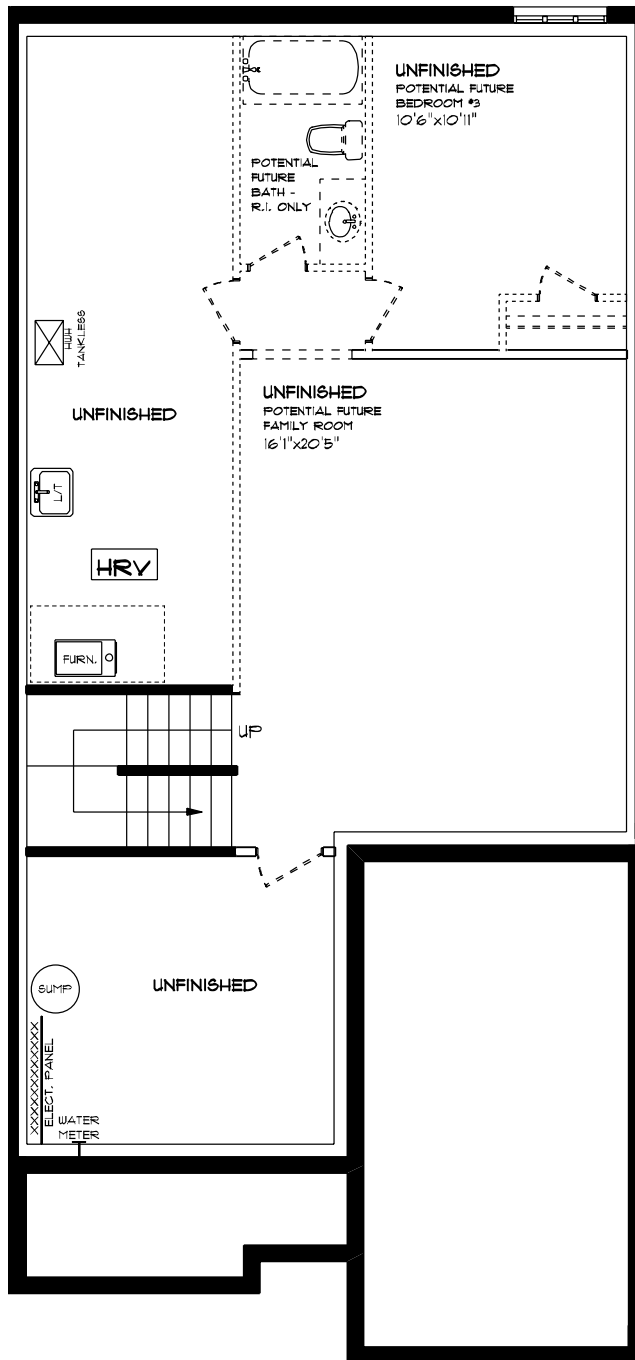 UNFINISHED
POTENTIAL FUTURE
BEDROOM #3
10'6"x10'11"
POTENTIAL
FUTURE
BATH -
R.I. ONLY
HWH
TANKLESS
UNFINISHED
UNFINISHED
POTENTIAL FUTURE
FAMILY ROOM
16'1"x20'5"
L/T
HRV
FURN.
UP
UNFINISHED
SUMP
XXXXXXXXXXXX
ELECT. PANEL
WATER
METER